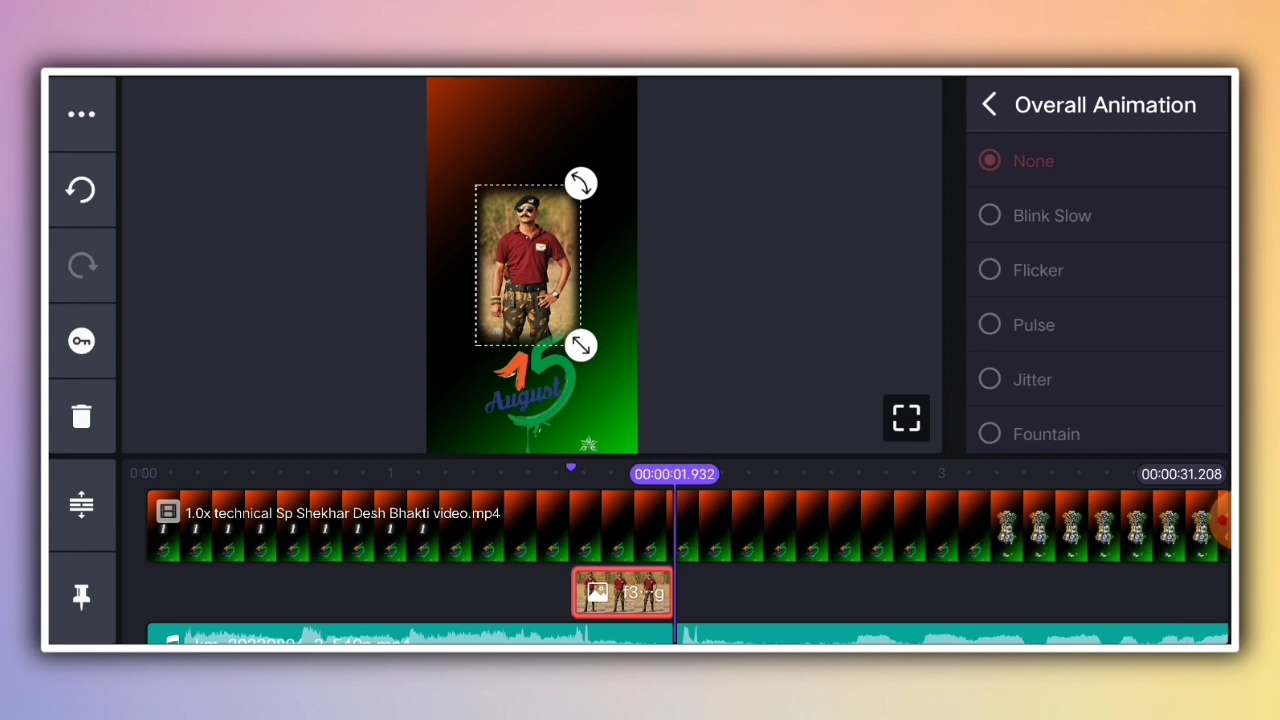 Overall Animation
None
Blink Slow
Flicker
Pulse
Jitter
Fountain
15
August
0:00
1
00:00:01.932
3
00:00:31.208
1.0x technical Sp Shekhar Desh Bhakti video.mp4
f3···g